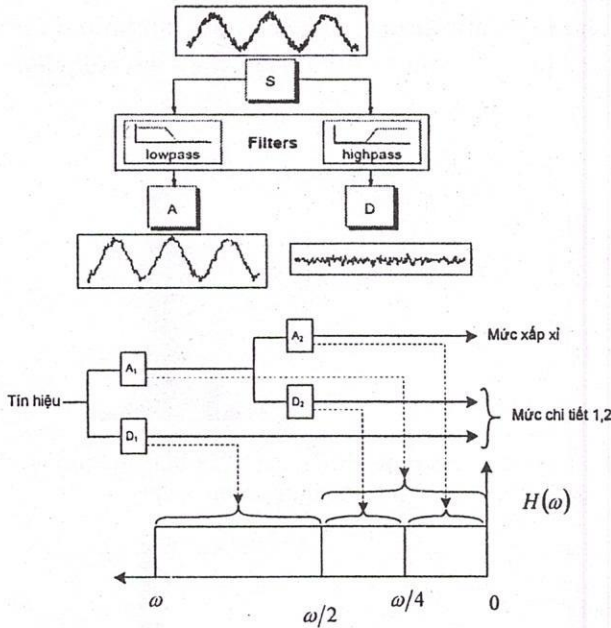 S
Filters
lowpass
highpass
A
D
A₂
Mức xấp xỉ
A₁
Tín hiệu
D₂
Mức chi tiết 1,2
D₁
H(ω)
ω
ω/2
ω/4
0